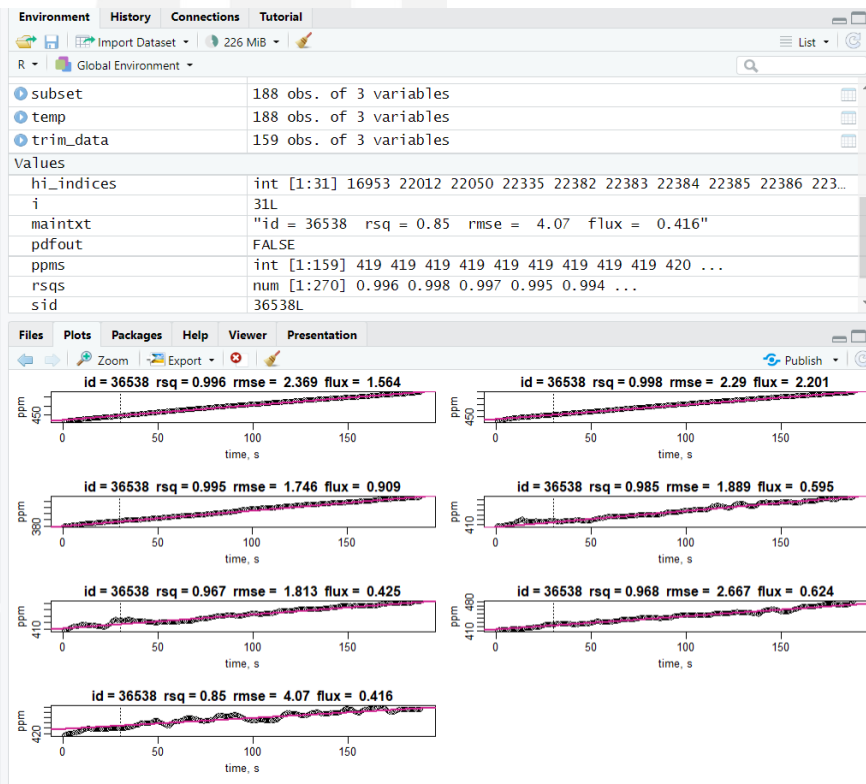 Environment History Connections Tutorial
Import Dataset 226 MiB List
R Global Environment
subset 188 obs. of 3 variables
temp 188 obs. of 3 variables
trim_data 159 obs. of 3 variables
Values
hi_indices int [1:31] 16953 22012 22050 22335 22382 22383 22384 22385 22386 223…
i 31L
maintxt "id = 36538 rsq = 0.85 rmse = 4.07 flux = 0.416"
pdfout FALSE
ppms int [1:159] 419 419 419 419 419 419 419 419 419 420 ...
rsqs num [1:270] 0.996 0.998 0.997 0.995 0.994 ...
sid 36538L
Files Plots Packages Help Viewer Presentation
Zoom Export Publish
id = 36538 rsq = 0.996 rmse = 2.369 flux = 1.564
ppm
450
0 50 100 150
time, s
id = 36538 rsq = 0.998 rmse = 2.29 flux = 2.201
ppm
450
0 50 100 150
time, s
id = 36538 rsq = 0.995 rmse = 1.746 flux = 0.909
ppm
380
0 50 100 150
time, s
id = 36538 rsq = 0.985 rmse = 1.889 flux = 0.595
ppm
410
0 50 100 150
time, s
id = 36538 rsq = 0.967 rmse = 1.813 flux = 0.425
ppm
410
0 50 100 150
time, s
id = 36538 rsq = 0.968 rmse = 2.667 flux = 0.624
ppm
410 480
0 50 100 150
time, s
id = 36538 rsq = 0.85 rmse = 4.07 flux = 0.416
ppm
420
0 50 100 150
time, s